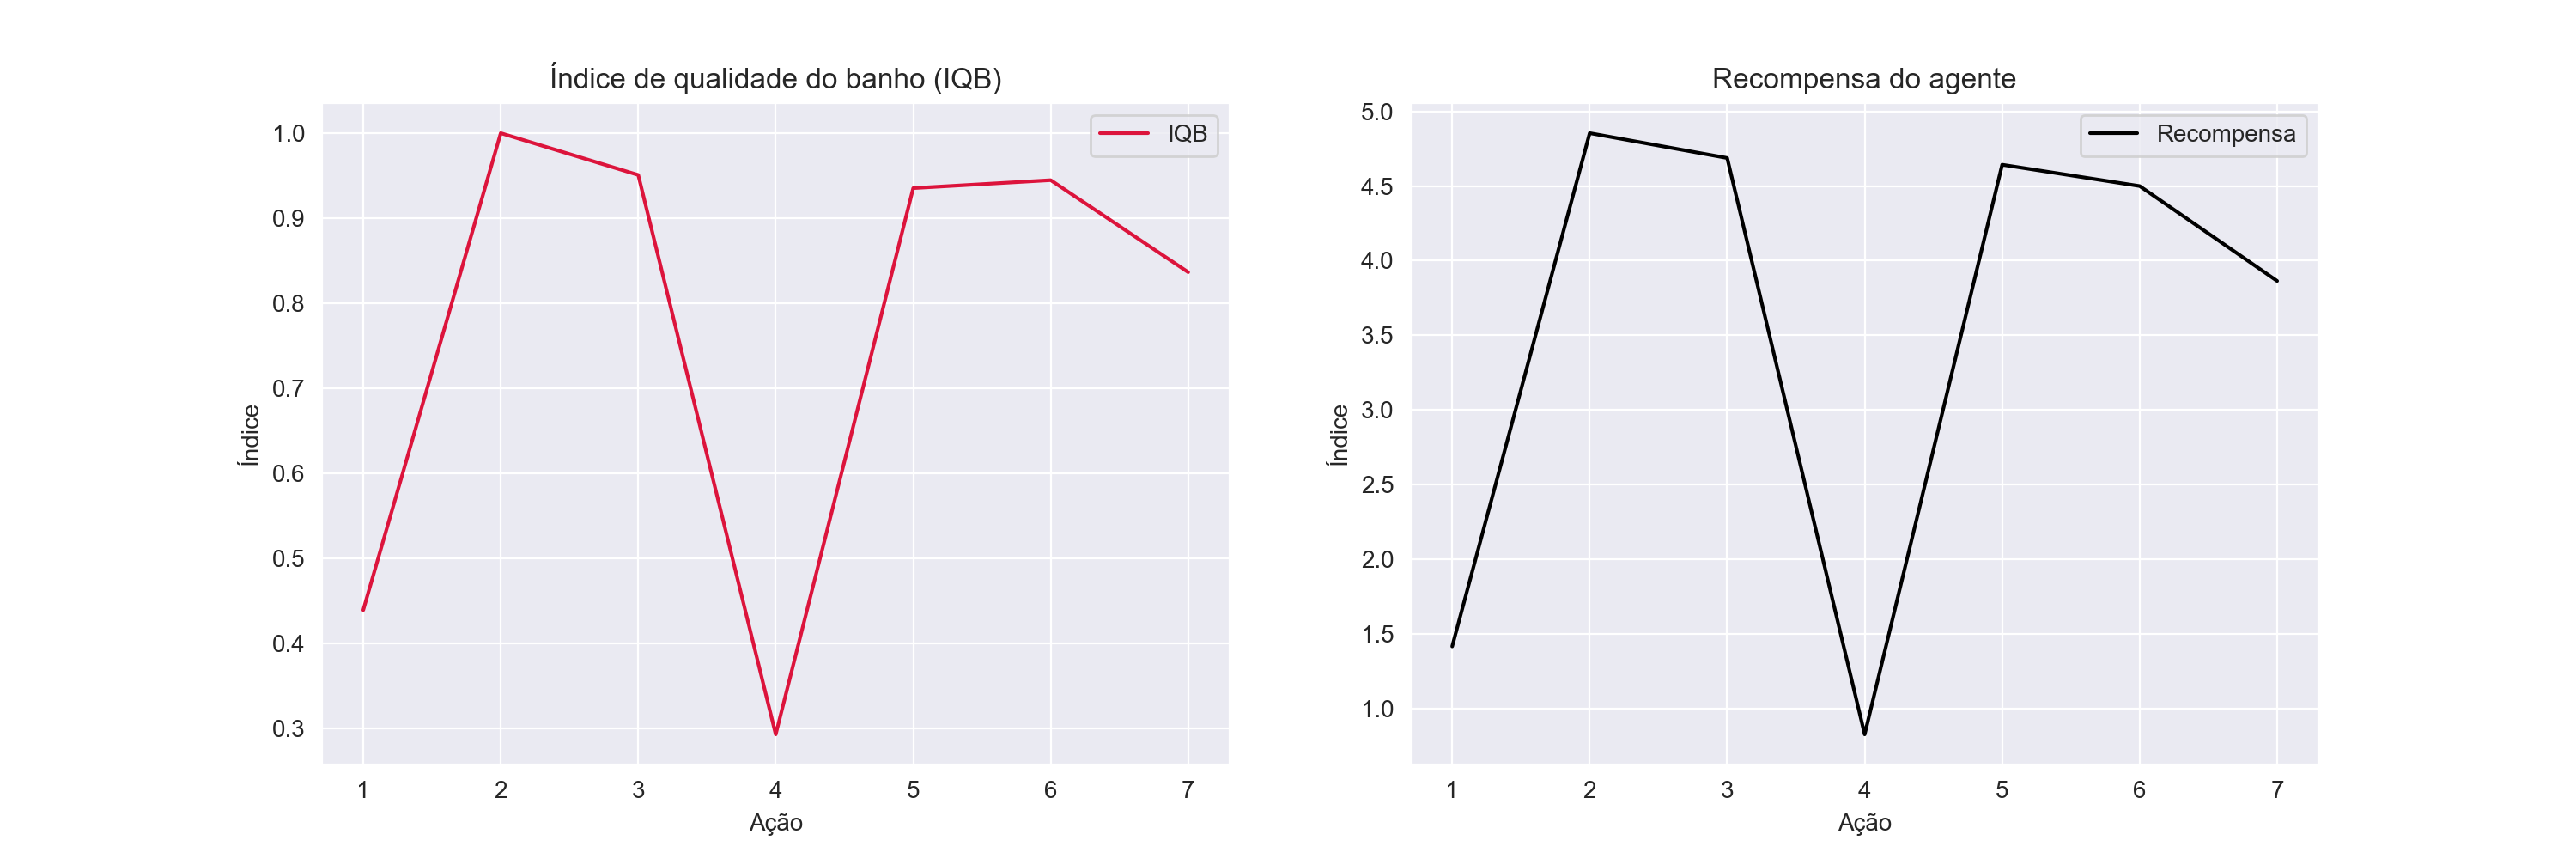 Índice de qualidade do banho (IQB)
IQB
1.0
0.9
0.8
0.7
0.6
0.5
0.4
0.3
Índice
1 2 3 4 5 6 7
Ação
Recompensa do agente
Recompensa
5.0
4.5
4.0
3.5
3.0
2.5
2.0
1.5
1.0
Índice
1 2 3 4 5 6 7
Ação